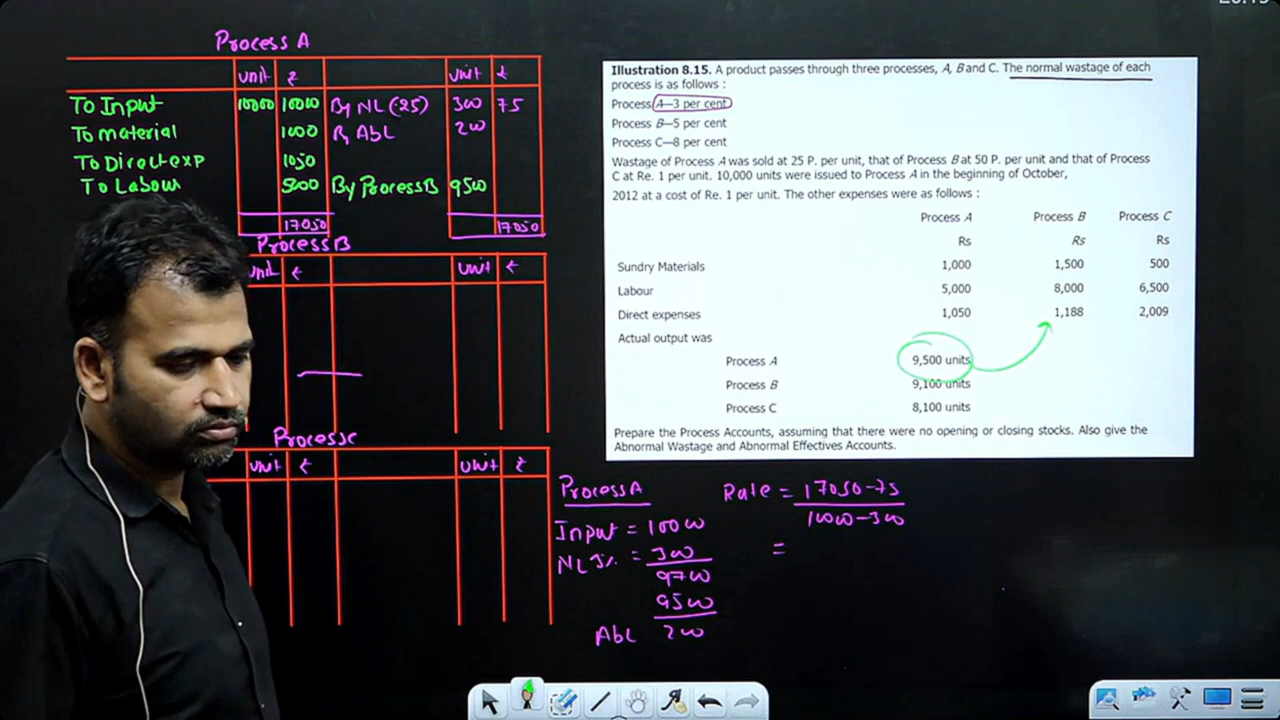 Process A
unit ₹ unit ₹
To Input 10000 10000 By NL (25) 300 75
To material 1000 By AbL 200
To Direct exp 1050
To Labour 5000 By Process B 9500
17050 17050
Process B
unit ₹ unit ₹
Process C
unit ₹ unit ₹
Illustration 8.15. A product passes through three processes, A, B and C. The normal wastage of each
process is as follows :
Process A—3 per cent
Process B—5 per cent
Process C—8 per cent
Wastage of Process A was sold at 25 P. per unit, that of Process B at 50 P. per unit and that of Process
C at Re. 1 per unit. 10,000 units were issued to Process A in the beginning of October,
2012 at a cost of Re. 1 per unit. The other expenses were as follows :
Process A Process B Process C
Rs Rs Rs
Sundry Materials 1,000 1,500 500
Labour 5,000 8,000 6,500
Direct expenses 1,050 1,188 2,009
Actual output was
Process A 9,500 units
Process B 9,100 units
Process C 8,100 units
Prepare the Process Accounts, assuming that there were no opening or closing stocks. Also give the
Abnormal Wastage and Abnormal Effectives Accounts.
Process A
Input = 10000
NL 3% = 300
9700
9500
AbL 200
Rate = 17050-75
10000-300
=